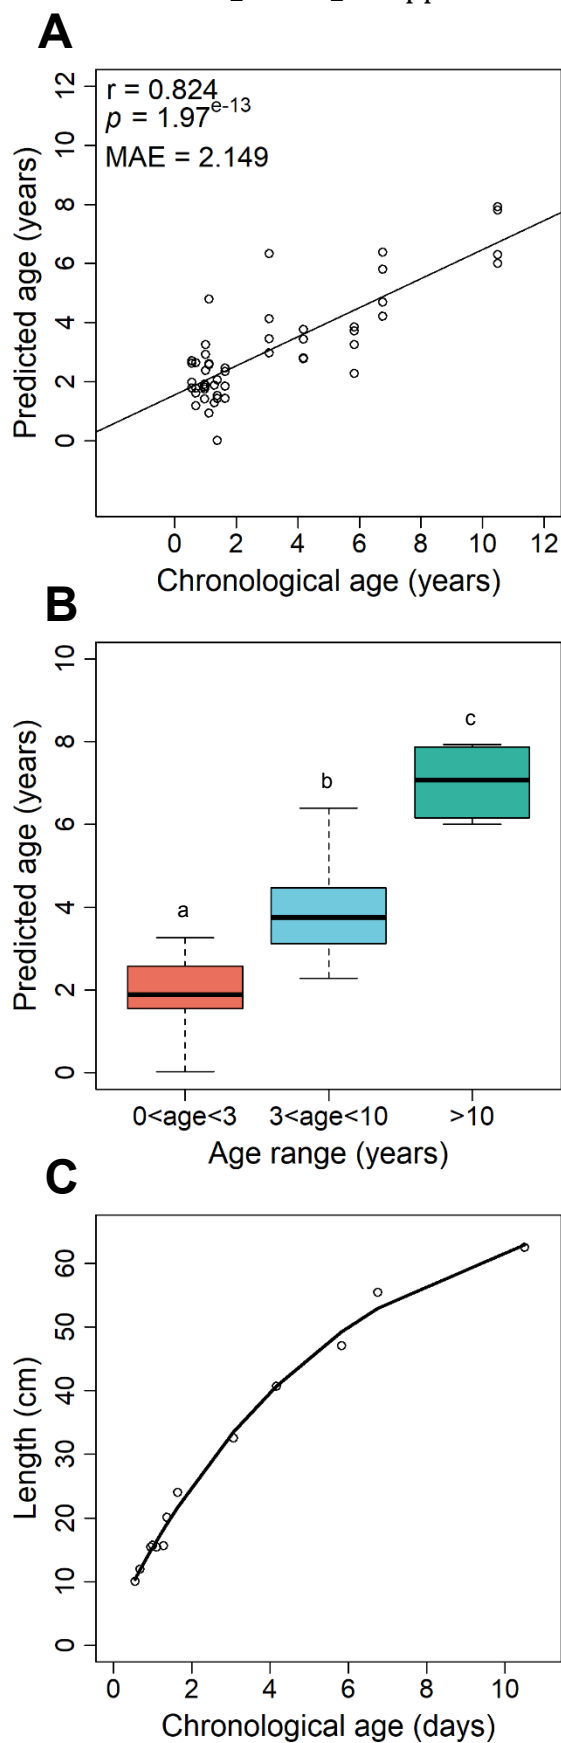 A
r = 0.824
p = 1.97e-13
MAE = 2.149
Predicted age (years)
0 2 4 6 8 10 12
0 2 4 6 8 10 12
Chronological age (years)
B
Predicted age (years)
0 2 4 6 8 10
a
b
c
0<age<3 3<age<10 >10
Age range (years)
C
Length (cm)
0 10 20 30 40 50 60
0 2 4 6 8 10
Chronological age (days)